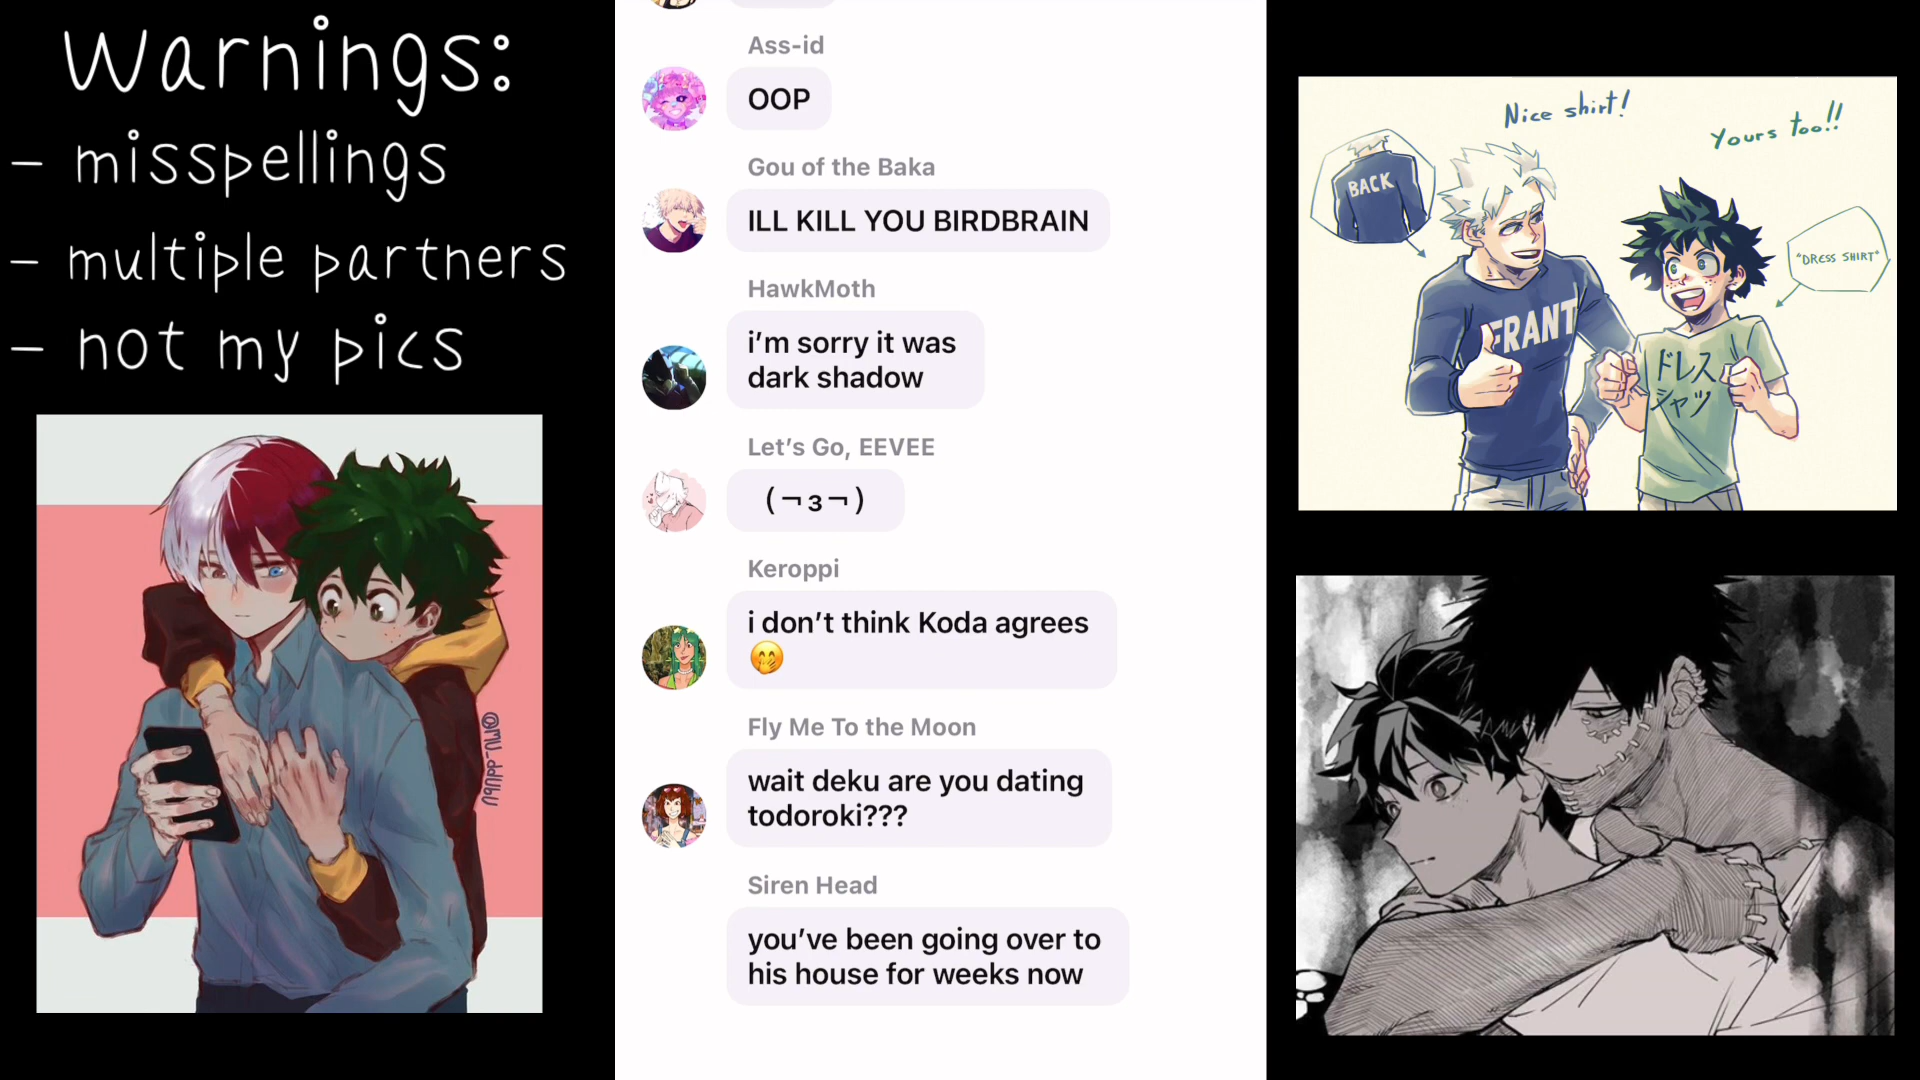 Warnings:
- misspellings
- multiple partners
- not my pics
Ass-id
OOP
Gou of the Baka
ILL KILL YOU BIRDBRAIN
HawkMoth
i’m sorry it was
dark shadow
Let’s Go, EEVEE
(¬з¬)
Keroppi
i don’t think Koda agrees
🤭
Fly Me To the Moon
wait deku are you dating
todoroki???
Siren Head
you’ve been going over to
his house for weeks now
Nice shirt!
Yours too!!
BACK
FRANT
"DRESS SHIRT"
ドレス
シャツ